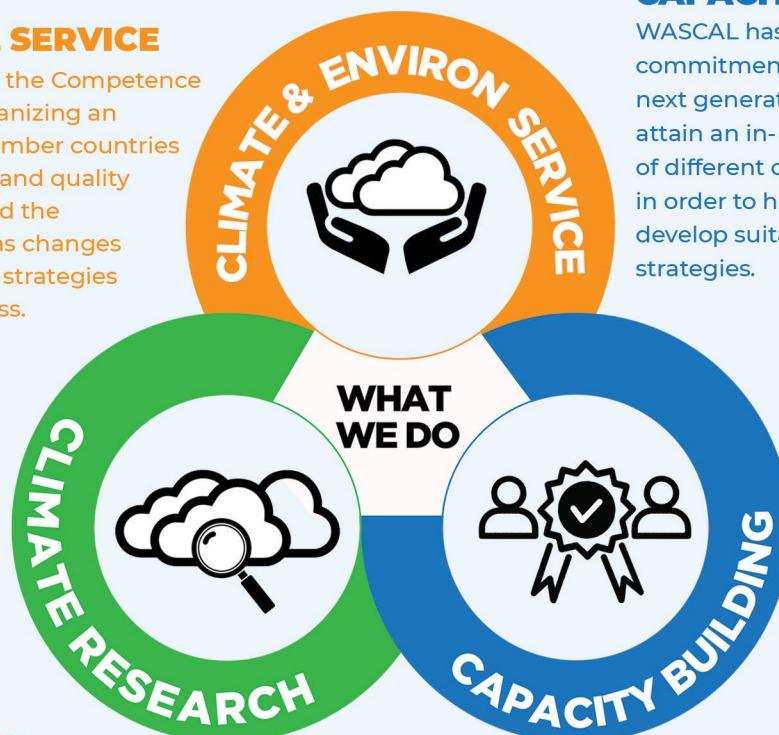 SERVICE
the Competence
anizing an
mber countries
and quality
d the
as changes
strategies
ss.
CLIMATE & ENVIRON SERVICE
WASCAL has
commitmen
next generat
attain an in-
of different c
in order to h
develop suita
strategies.
WHAT
WE DO
CLIMATE RESEARCH
CAPACITY BUILDING